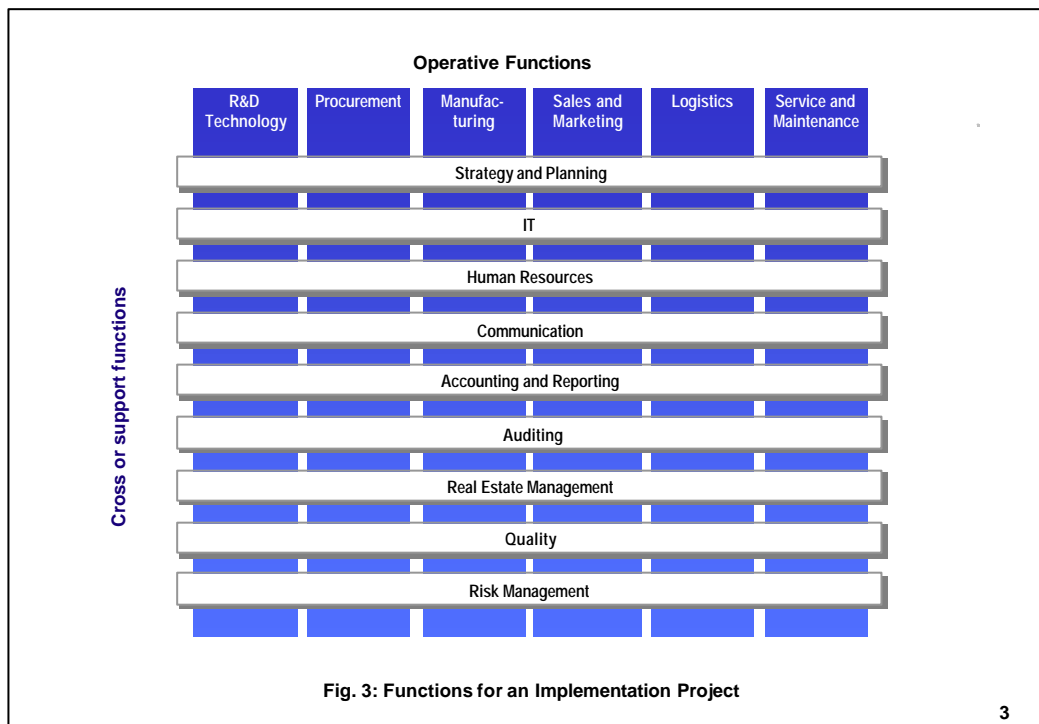 Operative Functions
R&D
Technology
Procurement
Manufac-
turing
Sales and
Marketing
Logistics
Service and
Maintenance
Strategy and Planning
IT
Human Resources
Communication
Accounting and Reporting
Auditing
Real Estate Management
Quality
Risk Management
Cross or support functions
Fig. 3: Functions for an Implementation Project
3